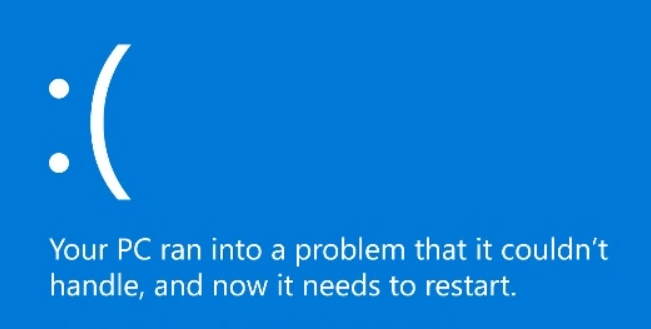 :(
Your PC ran into a problem that it couldn't
handle, and now it needs to restart.